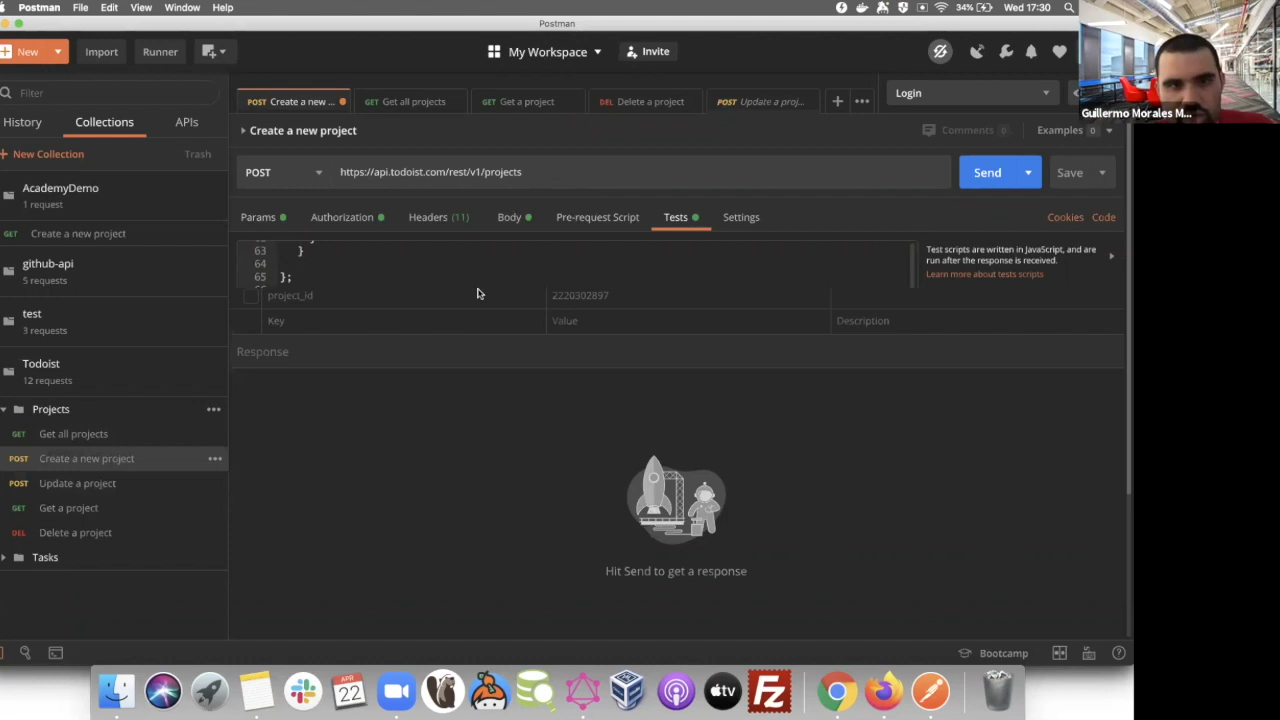 Postman File Edit View Window Help 34% Wed 17:30
Postman
New Import Runner My Workspace Invite
Filter
History Collections APIs
New Collection Trash
AcademyDemo
1 request
GET Create a new project
github-api
5 requests
test
3 requests
Todoist
12 requests
Projects
GET Get all projects
POST Create a new project
POST Update a project
GET Get a project
DEL Delete a project
Tasks
POST Create a new ... GET Get all projects GET Get a project DEL Delete a project POST Update a proj... Login
Create a new project Comments 0 Examples 0
POST https://api.todoist.com/rest/v1/projects Send Save
Params Authorization Headers (11) Body Pre-request Script Tests Settings Cookies Code
63 }
64
65 };
Test scripts are written in JavaScript, and are
run after the response is received.
Learn more about tests scripts
project_id 2220302897
Key Value Description
Response
Hit Send to get a response
Bootcamp
APR
22
tv
Fz
Guillermo Morales M...